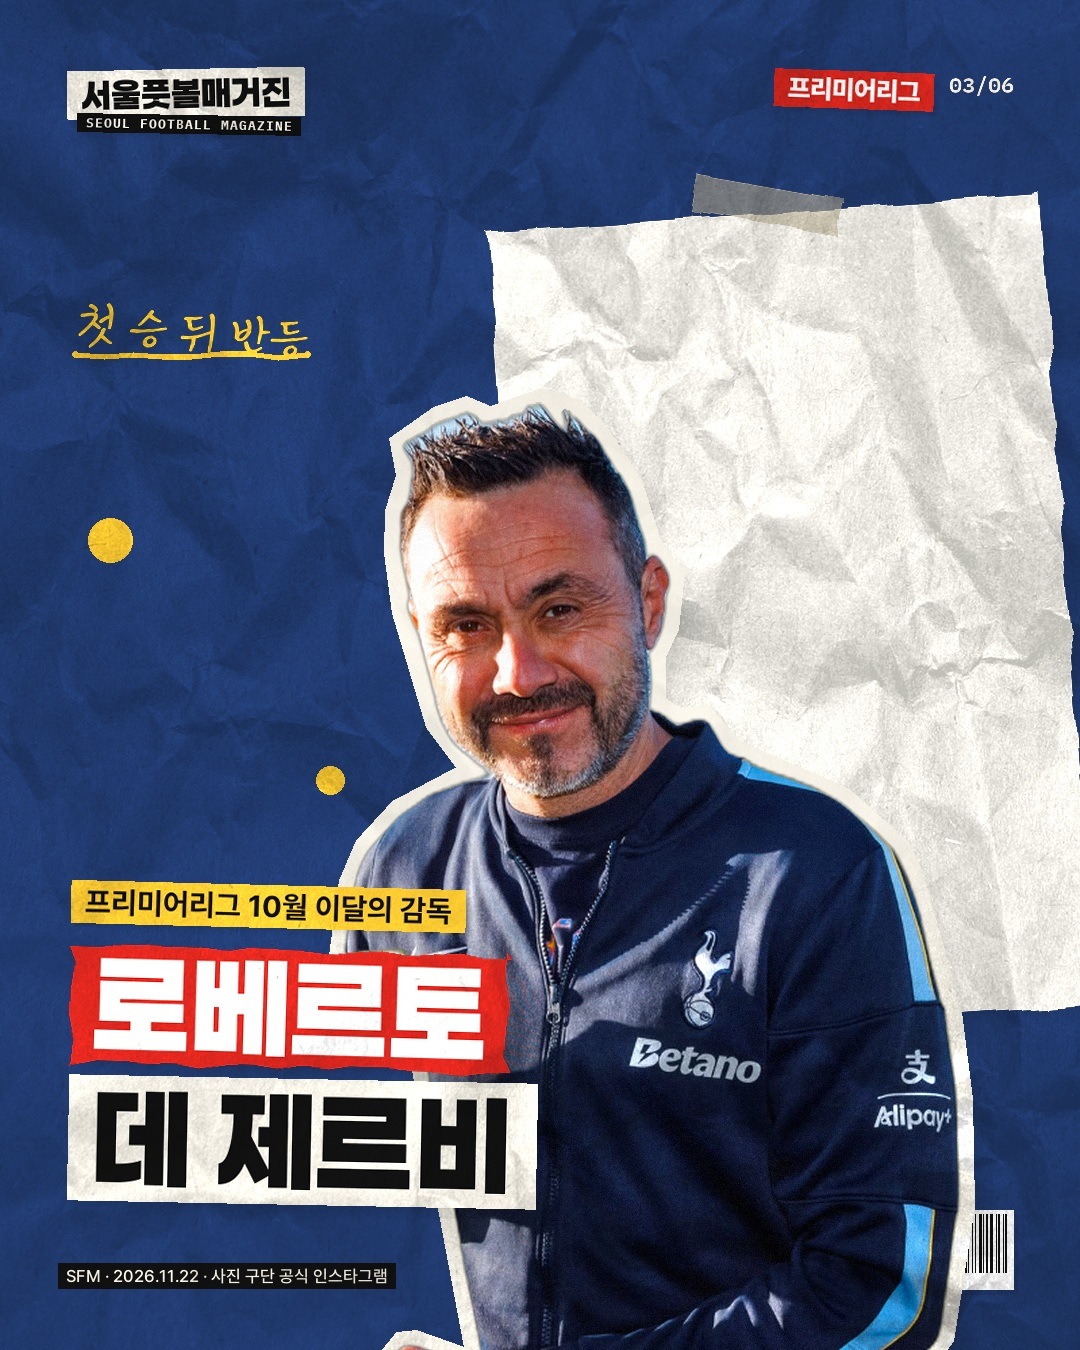 서울풋볼매거진
SEOUL FOOTBALL MAGAZINE
프리미어리그 03/06
첫 승 뒤 반등
프리미어리그 10월 이달의 감독
로베르토
데 제르비
Betano
支
Alipay+
SFM · 2026.11.22 · 사진 구단 공식 인스타그램